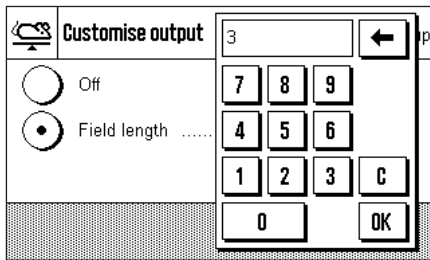 Customise output
3
Off
7 8 9
Field length ......
4 5 6
1 2 3 C
0 OK